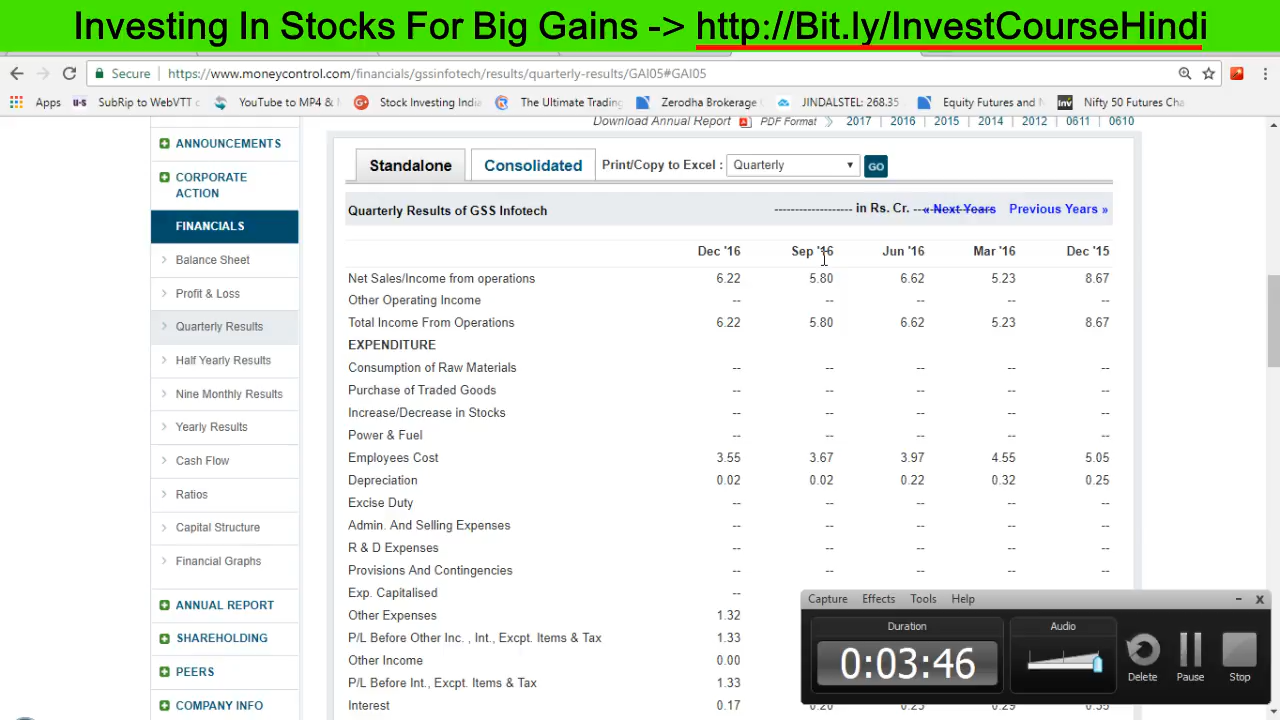 Investing In Stocks For Big Gains -> http://Bit.ly/InvestCourseHindi
Secure https://www.moneycontrol.com/financials/gssinfotech/results/quarterly-results/GAI05#GAI05
Apps SubRip to WebVTT YouTube to MP4 & Stock Investing India The Ultimate Trading Zerodha Brokerage JINDALSTEL: 268.35 Equity Futures and Nifty 50 Futures Cha
Download Annual Report PDF Format 2017 | 2016 | 2015 | 2014 | 2012 | 0611 | 0610
ANNOUNCEMENTS
CORPORATE
ACTION
FINANCIALS
Balance Sheet
Profit & Loss
Quarterly Results
Half Yearly Results
Nine Monthly Results
Yearly Results
Cash Flow
Ratios
Capital Structure
Financial Graphs
ANNUAL REPORT
SHAREHOLDING
PEERS
COMPANY INFO
Standalone Consolidated Print/Copy to Excel : Quarterly GO
Quarterly Results of GSS Infotech ------------------- in Rs. Cr. ------------------- « Next Years Previous Years »
Dec '16 Sep '16 Jun '16 Mar '16 Dec '15
Net Sales/Income from operations 6.22 5.80 6.62 5.23 8.67
Other Operating Income -- -- -- -- --
Total Income From Operations 6.22 5.80 6.62 5.23 8.67
EXPENDITURE
Consumption of Raw Materials -- -- -- -- --
Purchase of Traded Goods -- -- -- -- --
Increase/Decrease in Stocks -- -- -- -- --
Power & Fuel -- -- -- -- --
Employees Cost 3.55 3.67 3.97 4.55 5.05
Depreciation 0.02 0.02 0.22 0.32 0.25
Excise Duty -- -- -- -- --
Admin. And Selling Expenses -- -- -- -- --
R & D Expenses -- -- -- -- --
Provisions And Contingencies -- -- -- -- --
Exp. Capitalised --
Other Expenses 1.32
P/L Before Other Inc. , Int., Excpt. Items & Tax 1.33
Other Income 0.00
P/L Before Int., Excpt. Items & Tax 1.33
Interest 0.17
Capture Effects Tools Help
Duration Audio
0:03:46
Delete Pause Stop